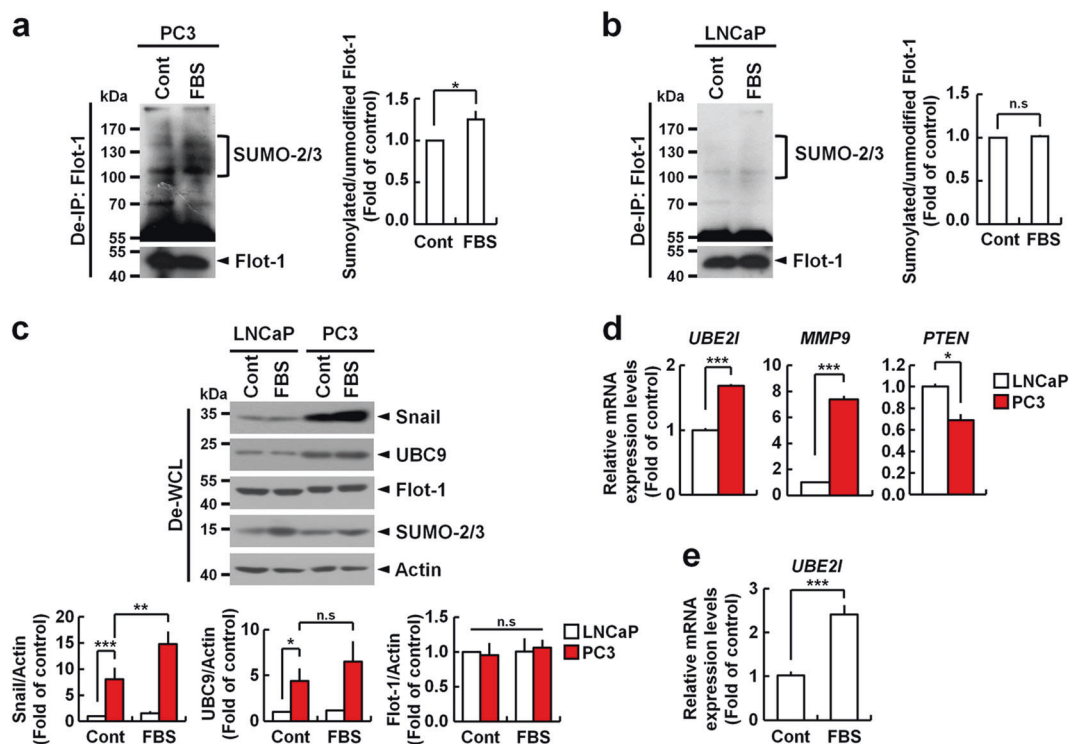 a
PC3
Cont
FBS
kDa
170
130
100
70
55
55
40
De-IP: Flot-1
SUMO-2/3
Flot-1
Sumoylated/unmodified Flot-1
(Fold of control)
1.5
1.0
0.5
0.0
*
Cont FBS
b
LNCaP
Cont
FBS
kDa
170
130
100
70
55
55
40
De-IP: Flot-1
SUMO-2/3
Flot-1
Sumoylated/unmodified Flot-1
(Fold of control)
1.5
1.0
0.5
0.0
n.s
Cont FBS
c
LNCaP PC3
Cont
FBS
Cont
FBS
kDa
35
25
55
40
15
40
De-WCL
Snail
UBC9
Flot-1
SUMO-2/3
Actin
Snail/Actin
(Fold of control)
20
15
10
5
0
***
**
Cont FBS
UBC9/Actin
(Fold of control)
10
5
0
*
n.s
Cont FBS
Flot-1/Actin
(Fold of control)
1.5
1.0
0.5
0.0
n.s
Cont FBS
LNCaP
PC3
d
Relative mRNA
expression levels
(Fold of control)
UBE2I
2
1
0
***
MMP9
10
8
6
4
2
0
***
PTEN
1.2
1.0
0.8
0.6
0.4
0.2
0.0
*
LNCaP
PC3
e
Relative mRNA
expression levels
(Fold of control)
UBE2I
3
2
1
0
***
Cont FBS